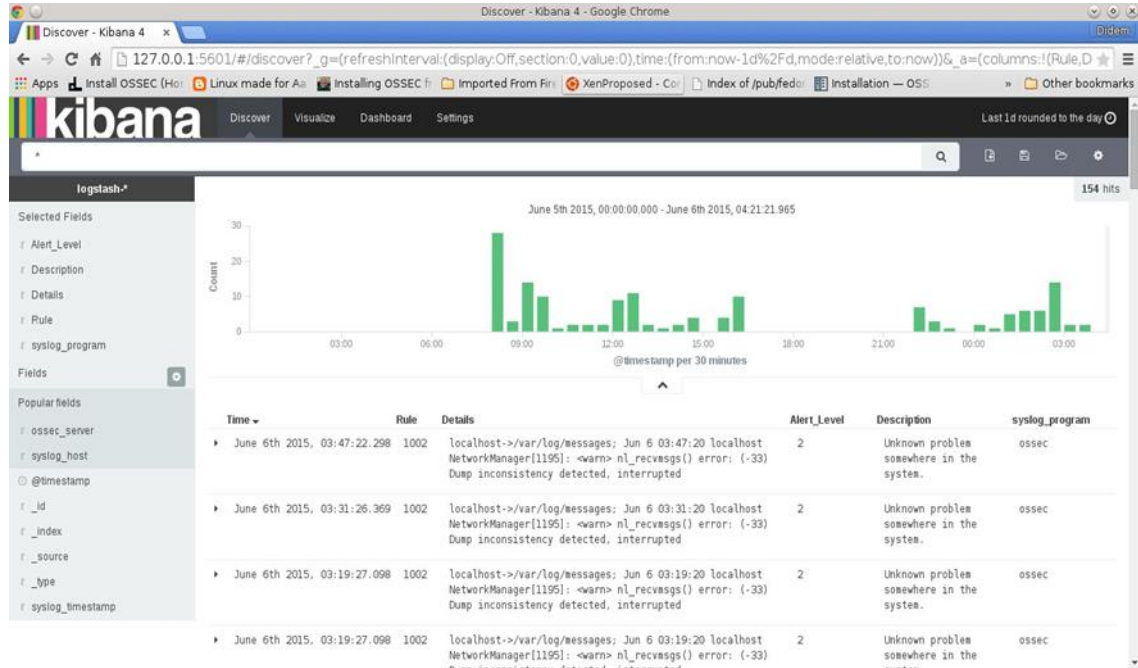 Discover - Kibana 4 - Google Chrome
Discover - Kibana 4 ×
Didem
127.0.0.1:5601/#/discover?_g=(refreshInterval:(display:Off,section:0,value:0),time:(from:now-1d%2Fd,mode:relative,to:now))&_a=(columns:!(Rule,D
Apps Install OSSEC (Ho Linux made for Aa Installing OSSEC f Imported From Fir XenProposed - Co Index of /pub/fedo Installation — OSS » Other bookmarks
kibana Discover Visualize Dashboard Settings Last 1d rounded to the day
*
logstash-* 154 hits
Selected Fields
t Alert_Level
t Description
t Details
t Rule
t syslog_program
Fields
Popular fields
t ossec_server
t syslog_host
@timestamp
t _id
t _index
t _source
t _type
t syslog_timestamp
June 5th 2015, 00:00:00.000 - June 6th 2015, 04:21:21.965
Count
30
20
10
0
03:00 06:00 09:00 12:00 15:00 18:00 21:00 00:00 03:00
@timestamp per 30 minutes
Time Rule Details Alert_Level Description syslog_program
June 6th 2015, 03:47:22.298 1002 localhost->/var/log/messages; Jun 6 03:47:20 localhost 2 Unknown problem ossec
NetworkManager[1195]: <warn> nl_recvmsgs() error: (-33) somewhere in the
Dump inconsistency detected, interrupted system.
June 6th 2015, 03:31:26.369 1002 localhost->/var/log/messages; Jun 6 03:31:20 localhost 2 Unknown problem ossec
NetworkManager[1195]: <warn> nl_recvmsgs() error: (-33) somewhere in the
Dump inconsistency detected, interrupted system.
June 6th 2015, 03:19:27.098 1002 localhost->/var/log/messages; Jun 6 03:19:20 localhost 2 Unknown problem ossec
NetworkManager[1195]: <warn> nl_recvmsgs() error: (-33) somewhere in the
Dump inconsistency detected, interrupted system.
June 6th 2015, 03:19:27.098 1002 localhost->/var/log/messages; Jun 6 03:19:20 localhost 2 Unknown problem ossec
NetworkManager[1195]: <warn> nl_recvmsgs() error: (-33) somewhere in the